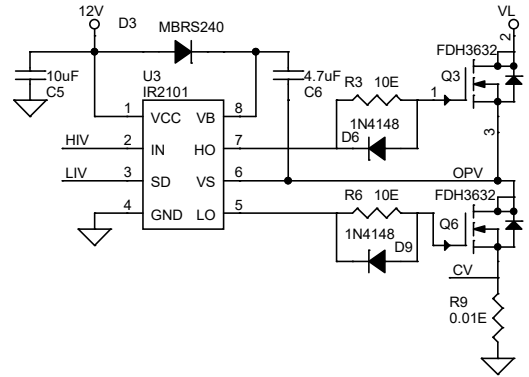 12V
D3
MBRS240
VL
2
FDH3632
10uF
C5
U3
IR2101
4.7uF
C6
R3 10E
1
Q3
1 VCC VB 8
1N4148
HIV 2 IN HO 7
D6
3
LIV 3 SD VS 6
OPV
4 GND LO 5
R6 10E
FDH3632
1N4148
D9
Q6
CV
R9
0.01E